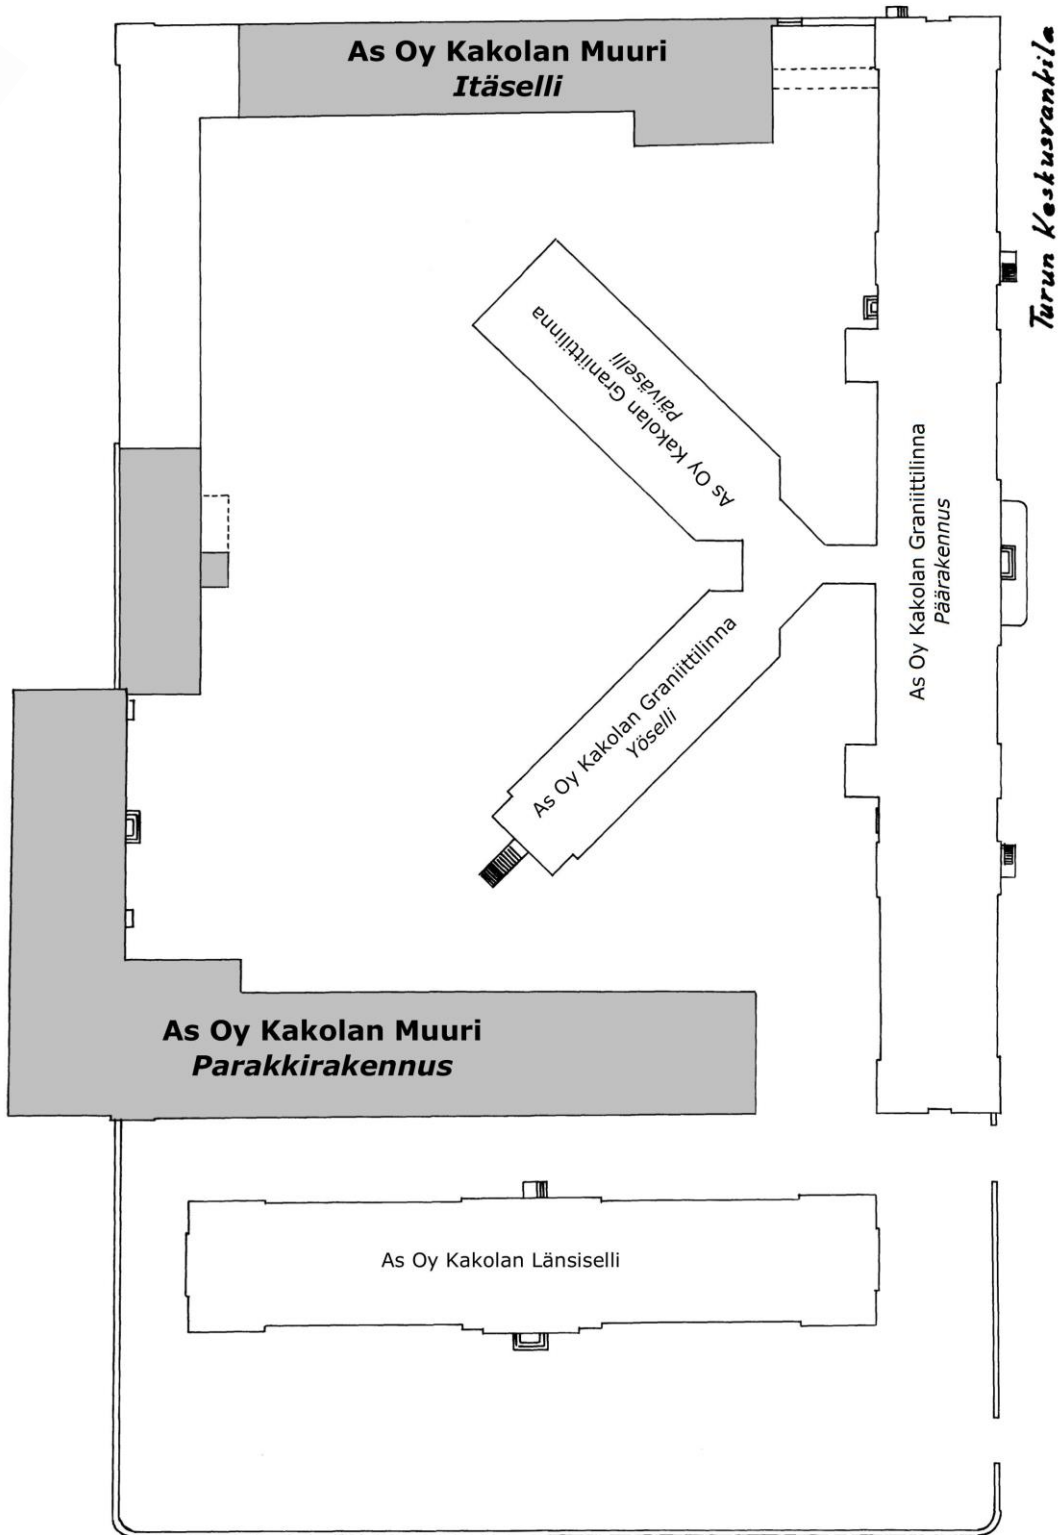 As Oy Kakolan Muuri
Itäselli
Turun Keskusvankila
As Oy Kakolan Graniittilinna
Päiväselli
As Oy Kakolan Graniittilinna
Päärakennus
As Oy Kakolan Graniittilinna
Yöselli
As Oy Kakolan Muuri
Parakkirakennus
As Oy Kakolan Länsiselli